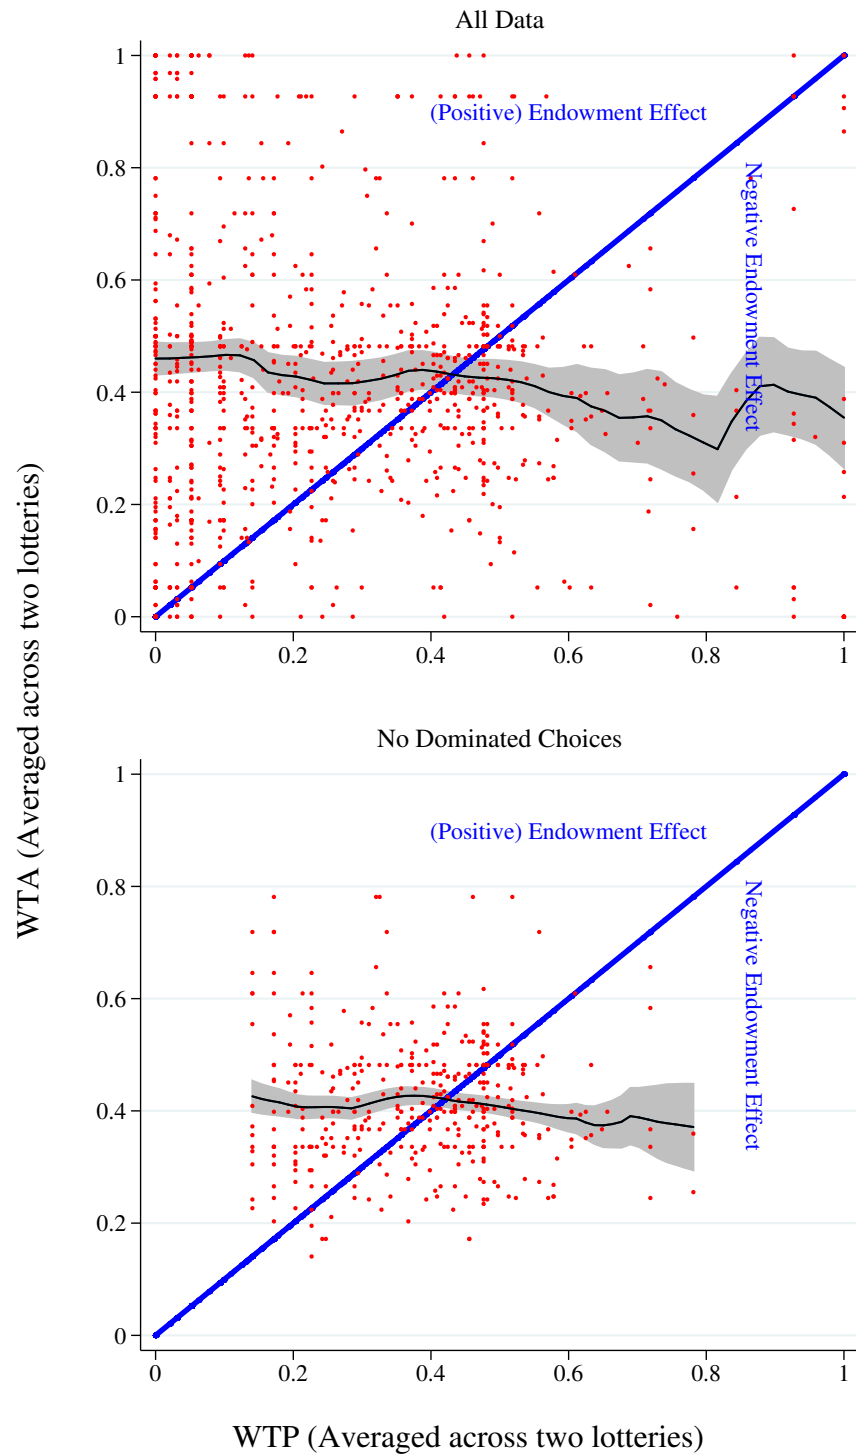 All Data
1
(Positive) Endowment Effect
Negative Endowment Effect
0.8
0.6
0.4
0.2
0
0 0.2 0.4 0.6 0.8 1
WTA (Averaged across two lotteries)
No Dominated Choices
1
(Positive) Endowment Effect
Negative Endowment Effect
0.8
0.6
0.4
0.2
0
0 0.2 0.4 0.6 0.8 1
WTP (Averaged across two lotteries)